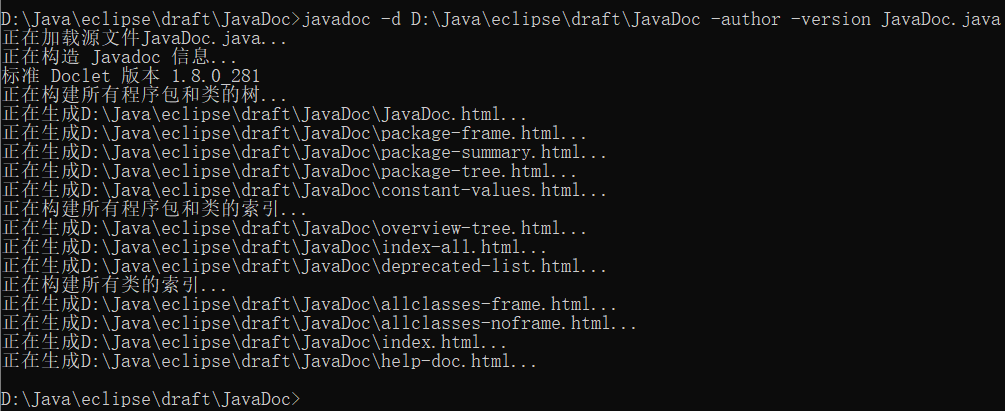 D:\Java\eclipse\draft\JavaDoc>javadoc -d D:\Java\eclipse\draft\JavaDoc -author -version JavaDoc.java
正在加载源文件JavaDoc.java...
正在构造 Javadoc 信息...
标准 Doclet 版本 1.8.0_281
正在构建所有程序包和类的树...
正在生成D:\Java\eclipse\draft\JavaDoc\JavaDoc.html...
正在生成D:\Java\eclipse\draft\JavaDoc\package-frame.html...
正在生成D:\Java\eclipse\draft\JavaDoc\package-summary.html...
正在生成D:\Java\eclipse\draft\JavaDoc\package-tree.html...
正在生成D:\Java\eclipse\draft\JavaDoc\constant-values.html...
正在构建所有程序包和类的索引...
正在生成D:\Java\eclipse\draft\JavaDoc\overview-tree.html...
正在生成D:\Java\eclipse\draft\JavaDoc\index-all.html...
正在生成D:\Java\eclipse\draft\JavaDoc\deprecated-list.html...
正在构建所有类的索引...
正在生成D:\Java\eclipse\draft\JavaDoc\allclasses-frame.html...
正在生成D:\Java\eclipse\draft\JavaDoc\allclasses-noframe.html...
正在生成D:\Java\eclipse\draft\JavaDoc\index.html...
正在生成D:\Java\eclipse\draft\JavaDoc\help-doc.html...
D:\Java\eclipse\draft\JavaDoc>